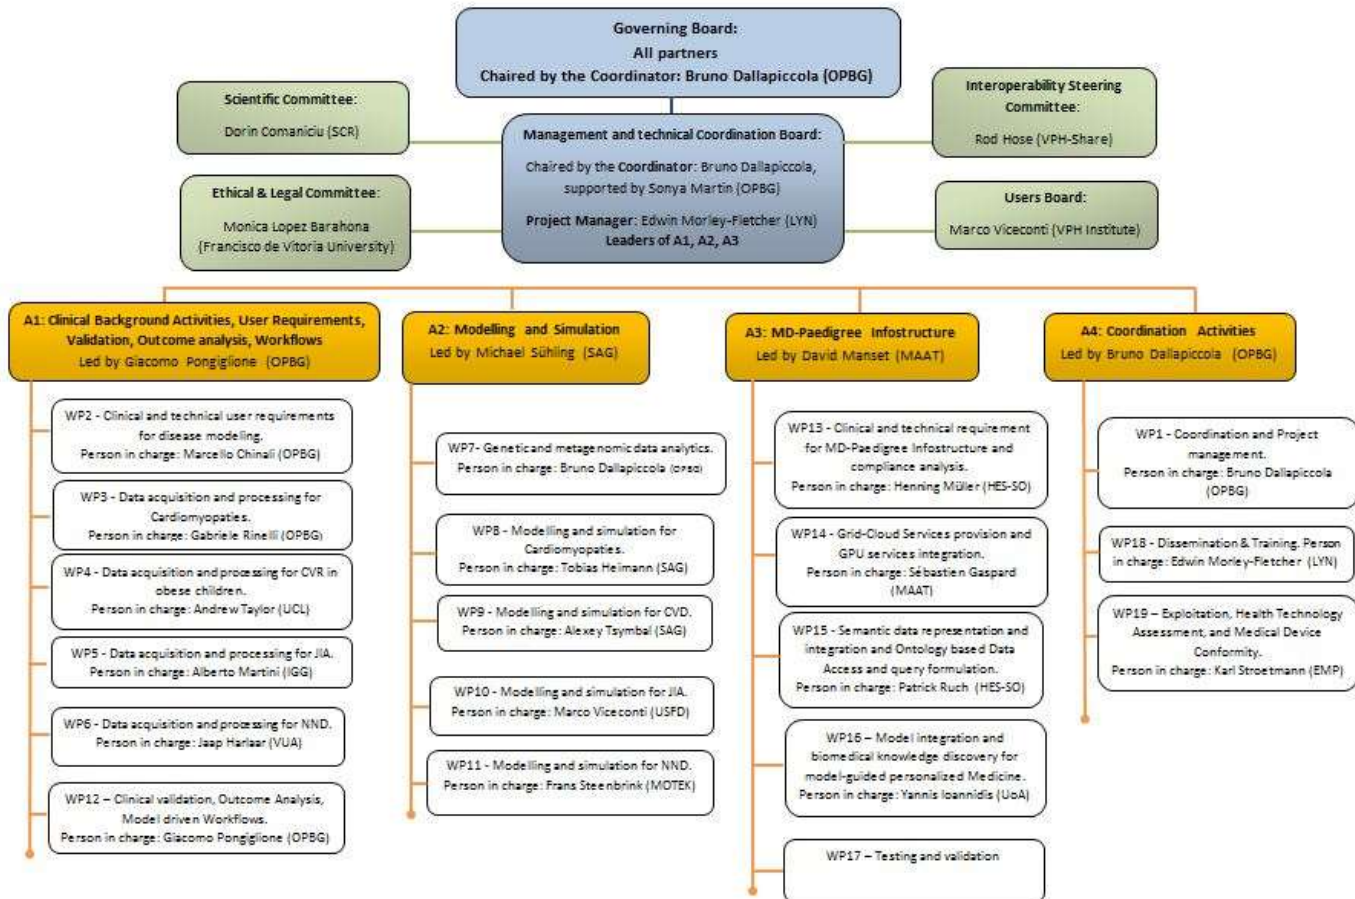 Governing Board:
All partners
Chaired by the Coordinator: Bruno Dallapiccola (OPBG)
Scientific Committee:
Dorin Comaniciu (SCR)
Interoperability Steering
Committee:
Rod Hose (VPH-Share)
Management and technical Coordination Board:
Chaired by the Coordinator: Bruno Dallapiccola,
supported by Sonya Martin (OPBG)
Project Manager: Edwin Morley-Fletcher (LYN)
Leaders of A1, A2, A3
Ethical & Legal Committee:
Monica Lopez Barahona
(Francisco de Vitoria University)
Users Board:
Marco Viceconti (VPH Institute)
A1: Clinical Background Activities, User Requirements,
Validation, Outcome analysis, Workflows
Led by Giacomo Pongiglione (OPBG)
WP2 - Clinical and technical user requirements
for disease modeling.
Person in charge: Marcello Chinali (OPBG)
WP3 - Data acquisition and processing for
Cardiomyopaties.
Person in charge: Gabriele Rinelli (OPBG)
WP4 - Data acquisition and processing for CVR in
obese children.
Person in charge: Andrew Taylor (UCL)
WP5 - Data acquisition and processing for JIA.
Person in charge: Alberto Martini (IGG)
WP6 - Data acquisition and processing for NND.
Person in charge: Jaap Harlaar (VUA)
WP12 – Clinical validation, Outcome Analysis,
Model driven Workflows.
Person in charge: Giacomo Pongiglione (OPBG)
A2: Modelling and Simulation
Led by Michael Sühling (SAG)
WP7- Genetic and metagenomic data analytics.
Person in charge: Bruno Dallapiccola (OPBG)
WP8 - Modelling and simulation for
Cardiomyopaties.
Person in charge: Tobias Heimann (SAG)
WP9 - Modelling and simulation for CVD.
Person in charge: Alexey Tsymbal (SAG)
WP10 - Modelling and simulation for JIA.
Person in charge: Marco Viceconti (USFD)
WP11 - Modelling and simulation for NND.
Person in charge: Frans Steenbrink (MOTEK)
A3: MD-Paedigree Infostructure
Led by David Manset (MAAT)
WP13 - Clinical and technical requirement
for MD-Paedigree Infostructure and
compliance analysis.
Person in charge: Henning Müller (HES-SO)
WP14 - Grid-Cloud Services provision and
GPU services integration.
Person in charge: Sébastien Gaspard
(MAAT)
WP15 - Semantic data representation and
integration and Ontology based Data
Access and query formulation.
Person in charge: Patrick Ruch (HES-SO)
WP16 – Model integration and
biomedical knowledge discovery for
model-guided personalized Medicine.
Person in charge: Yannis Ioannidis (UoA)
WP17 – Testing and validation
A4: Coordination Activities
Led by Bruno Dallapiccola (OPBG)
WP1 - Coordination and Project
management.
Person in charge: Bruno Dallapiccola
(OPBG)
WP18 - Dissemination & Training. Person
in charge: Edwin Morley-Fletcher (LYN)
WP19 – Exploitation, Health Technology
Assessment, and Medical Device
Conformity.
Person in charge: Karl Stroetmann (EMP)